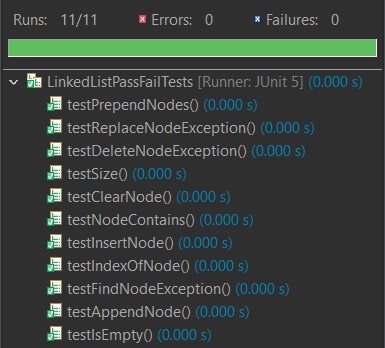 Runs: 11/11 Errors: 0 Failures: 0
LinkedListPassFailTests [Runner: JUnit 5] (0.000 s)
testPrependNodes() (0.000 s)
testReplaceNodeException() (0.000 s)
testDeleteNodeException() (0.000 s)
testSize() (0.000 s)
testClearNode() (0.000 s)
testNodeContains() (0.000 s)
testInsertNode() (0.000 s)
testIndexOfNode() (0.000 s)
testFindNodeException() (0.000 s)
testAppendNode() (0.000 s)
testIsEmpty() (0.000 s)